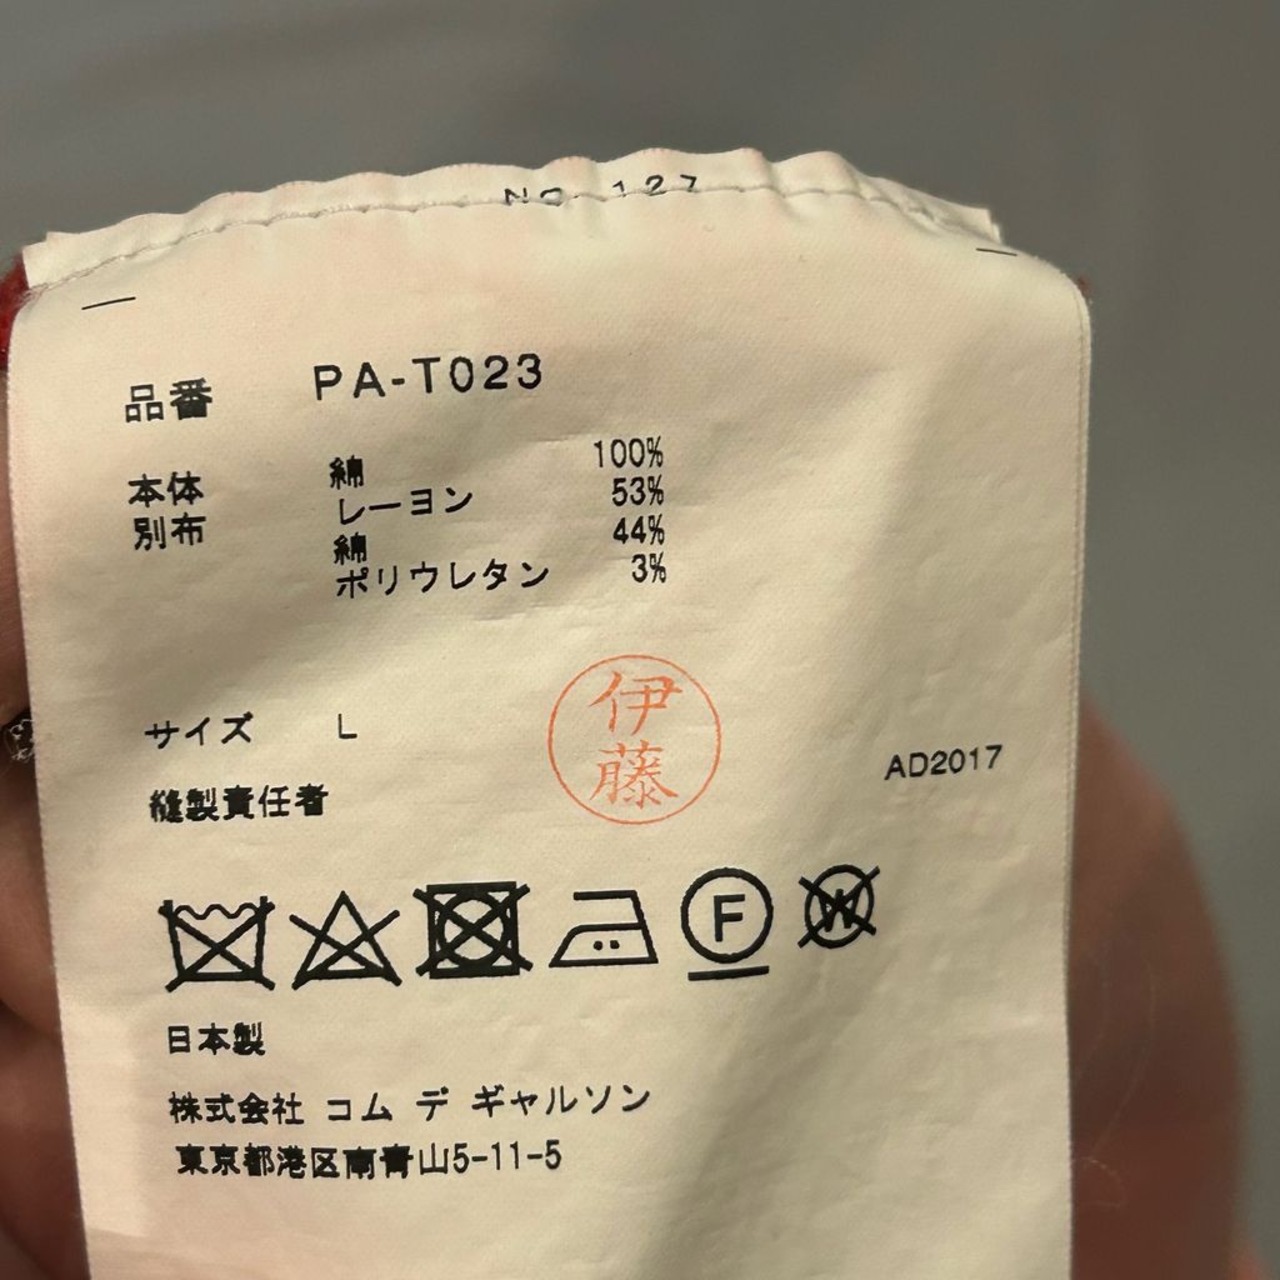 NO 127
品番 PA-T023
本体 綿 100%
別布 レーヨン 53%
綿 44%
ポリウレタン 3%
サイズ L
伊藤
AD2017
縫製責任者
F W
日本製
株式会社 コム デ ギャルソン
東京都港区南青山5-11-5